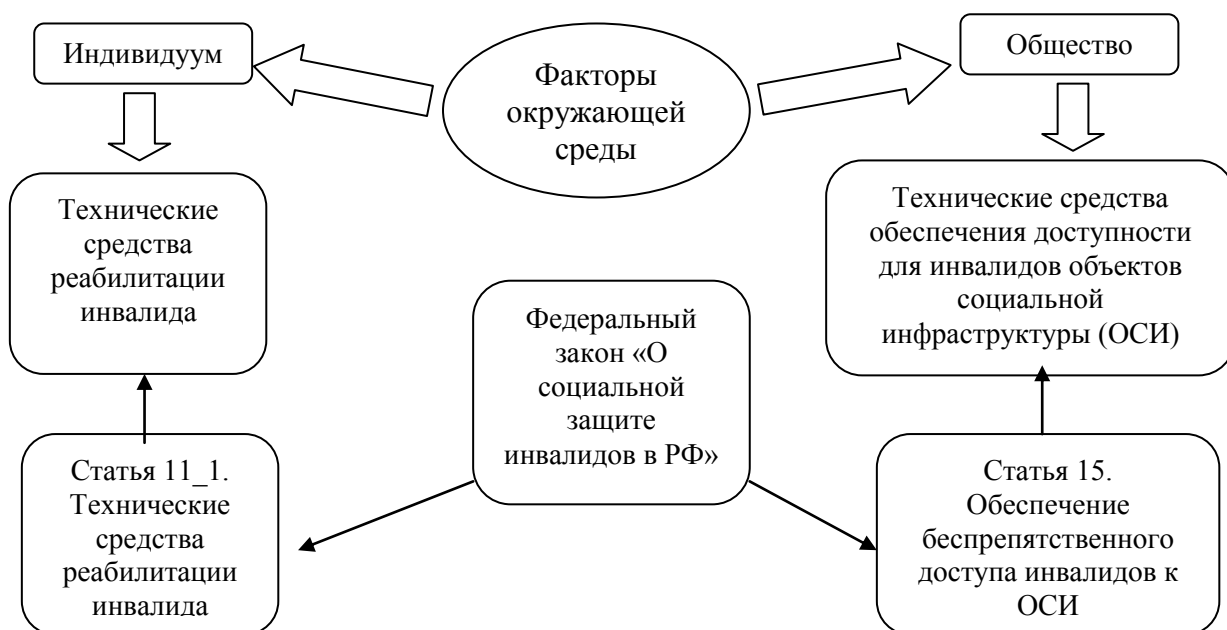 Индивидуум
Факторы
окружающей
среды
Общество
Технические
средства
реабилитации
инвалида
Технические средства
обеспечения доступности
для инвалидов объектов
социальной
инфраструктуры (ОСИ)
Федеральный
закон «О
социальной
защите
инвалидов в РФ»
Статья 11_1.
Технические
средства
реабилитации
инвалида
Статья 15.
Обеспечение
беспрепятственного
доступа инвалидов к
ОСИ